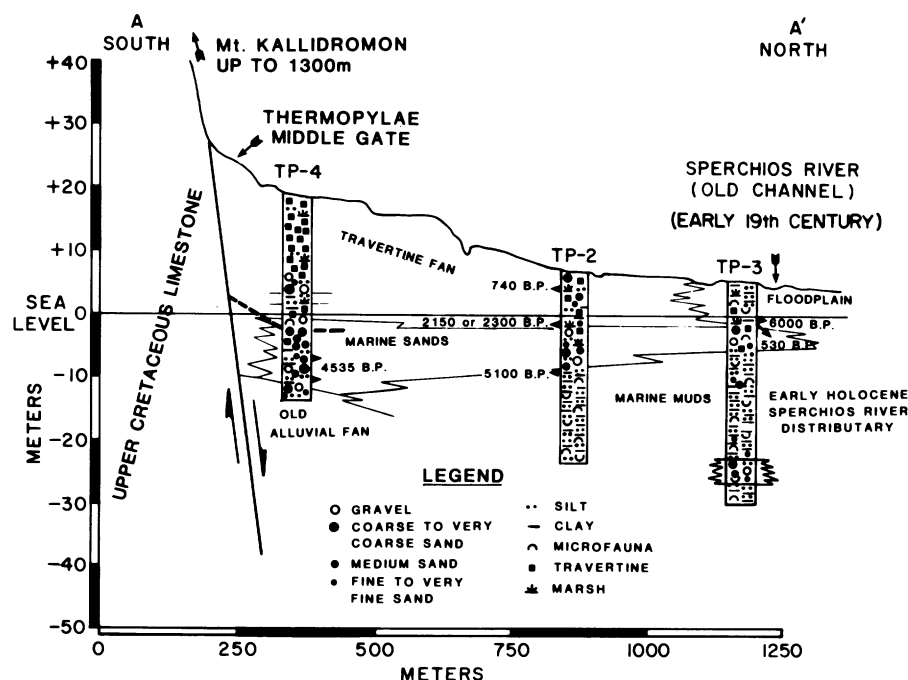 A
SOUTH
Mt. KALLIDROMON
UP TO 1300m
A'
NORTH
THERMOPYLAE
MIDDLE GATE
SPERCHIOS RIVER
(OLD CHANNEL)
(EARLY 19th CENTURY)
+40
+30
+20
+10
SEA
LEVEL
0
-10
-20
-30
-40
-50
METERS
UPPER CRETACEOUS LIMESTONE
TP-4
TRAVERTINE FAN
TP-2
TP-3
740 B.P.
FLOODPLAIN
2150 or 2300 B.P.
6000 B.P.
MARINE SANDS
530 B.P.
4535 B.P.
5100 B.P.
MARINE MUDS
EARLY HOLOCENE
SPERCHIOS RIVER
DISTRIBUTARY
OLD
ALLUVIAL FAN
LEGEND
GRAVEL
COARSE TO VERY
COARSE SAND
MEDIUM SAND
FINE TO VERY
FINE SAND
SILT
CLAY
MICROFAUNA
TRAVERTINE
MARSH
0 250 500 750 1000 1250
METERS